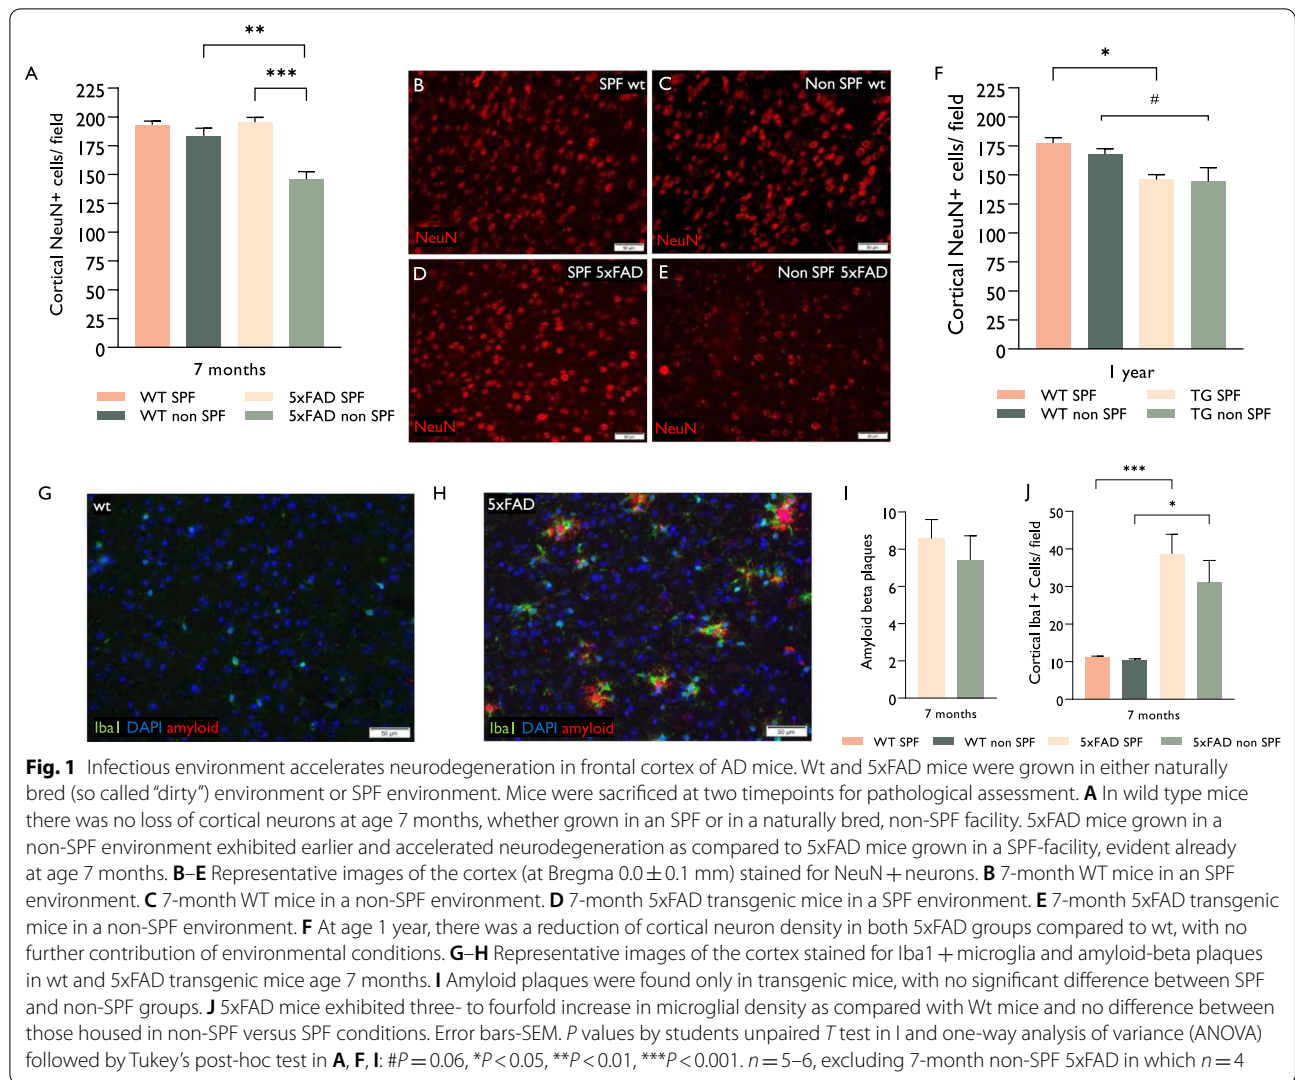 A
**
***
Cortical NeuN+ cells/ field
225
200
175
150
125
100
75
50
25
0
7 months
WT SPF
5xFAD SPF
WT non SPF
5xFAD non SPF
B
SPF wt
NeuN
50 µm
C
Non SPF wt
NeuN
50 µm
D
SPF 5xFAD
NeuN
50 µm
E
Non SPF 5xFAD
NeuN
50 µm
F
*
#
Cortical NeuN+ cells/ field
225
200
175
150
125
100
75
50
25
0
1 year
WT SPF
TG SPF
WT non SPF
TG non SPF
G
wt
Iba1 DAPI amyloid
50 µm
H
5xFAD
Iba1 DAPI amyloid
50 µm
I
Amyloid beta plaques
10
8
6
4
2
0
7 months
J
***
*
Cortical Iba1 + Cells/ field
50
40
30
20
10
0
7 months
WT SPF
WT non SPF
5xFAD SPF
5xFAD non SPF
Fig. 1 Infectious environment accelerates neurodegeneration in frontal cortex of AD mice. Wt and 5xFAD mice were grown in either naturally
bred (so called “dirty”) environment or SPF environment. Mice were sacrificed at two timepoints for pathological assessment. A In wild type mice
there was no loss of cortical neurons at age 7 months, whether grown in an SPF or in a naturally bred, non-SPF facility. 5xFAD mice grown in a
non-SPF environment exhibited earlier and accelerated neurodegeneration as compared to 5xFAD mice grown in a SPF-facility, evident already
at age 7 months. B–E Representative images of the cortex (at Bregma 0.0 ± 0.1 mm) stained for NeuN + neurons. B 7-month WT mice in an SPF
environment. C 7-month WT mice in a non-SPF environment. D 7-month 5xFAD transgenic mice in a SPF environment. E 7-month 5xFAD transgenic
mice in a non-SPF environment. F At age 1 year, there was a reduction of cortical neuron density in both 5xFAD groups compared to wt, with no
further contribution of environmental conditions. G–H Representative images of the cortex stained for Iba1 + microglia and amyloid-beta plaques
in wt and 5xFAD transgenic mice age 7 months. I Amyloid plaques were found only in transgenic mice, with no significant difference between SPF
and non-SPF groups. J 5xFAD mice exhibited three- to fourfold increase in microglial density as compared with Wt mice and no difference between
those housed in non-SPF versus SPF conditions. Error bars-SEM. P values by students unpaired T test in I and one-way analysis of variance (ANOVA)
followed by Tukey’s post-hoc test in A, F, I: #P = 0.06, *P < 0.05, **P < 0.01, ***P < 0.001. n = 5–6, excluding 7-month non-SPF 5xFAD in which n = 4